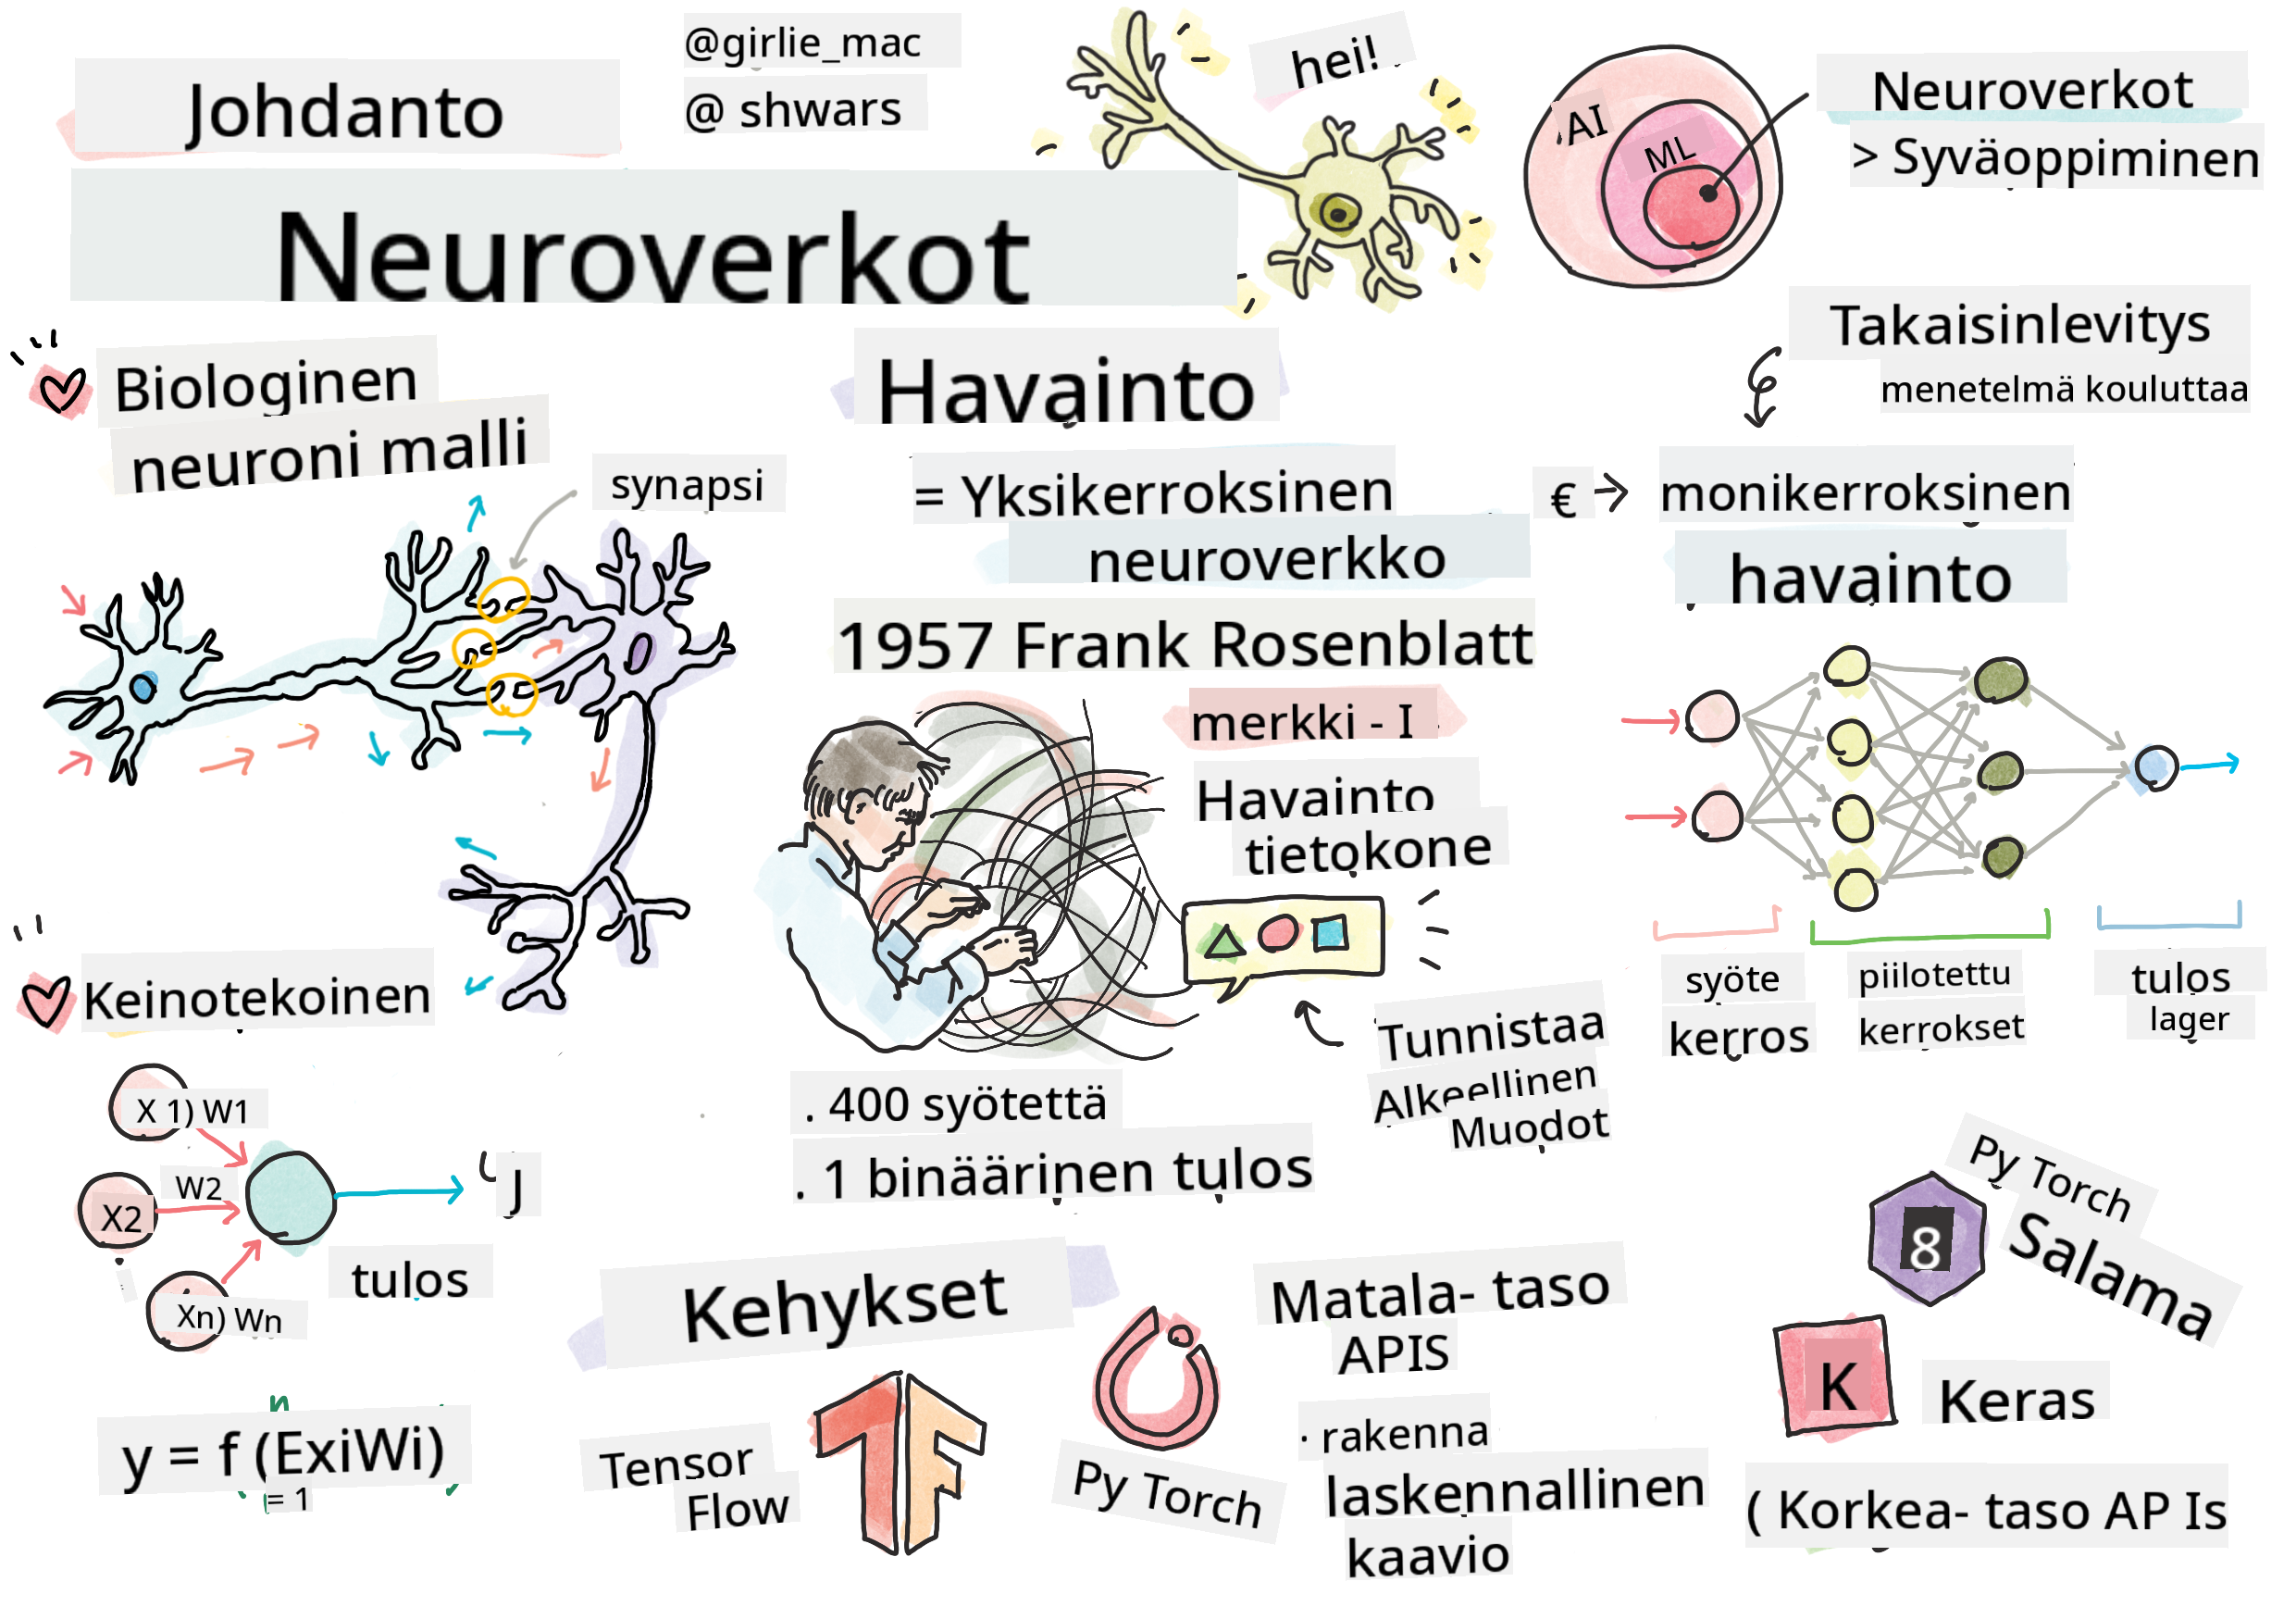 Johdanto
@girlie_mac
@ shwars
Neuroverkot
hei!
AI
ML
Neuroverkot
> Syväoppiminen
Takaisinlevitys
menetelmä kouluttaa
Biologinen
neuroni malli
synapsi
Havainto
= Yksikerroksinen
neuroverkko
1957 Frank Rosenblatt
merkki - I
Havainto
tietokone
Tunnistaa
Alkeellinen
Muodot
. 400 syötettä
. 1 binäärinen tulos
€
monikerroksinen
havainto
syöte
kerros
piilotettu
kerrokset
tulos
lager
Keinotekoinen
X 1) W1
W2
X2
Xn) Wn
J
tulos
n
y = f (ExiWi)
= 1
Kehykset
Tensor
Flow
TF
Py Torch
Matala- taso
APIS
· rakenna
laskennallinen
kaavio
Py Torch
Salama
8
K
Keras
( Korkea- taso AP Is